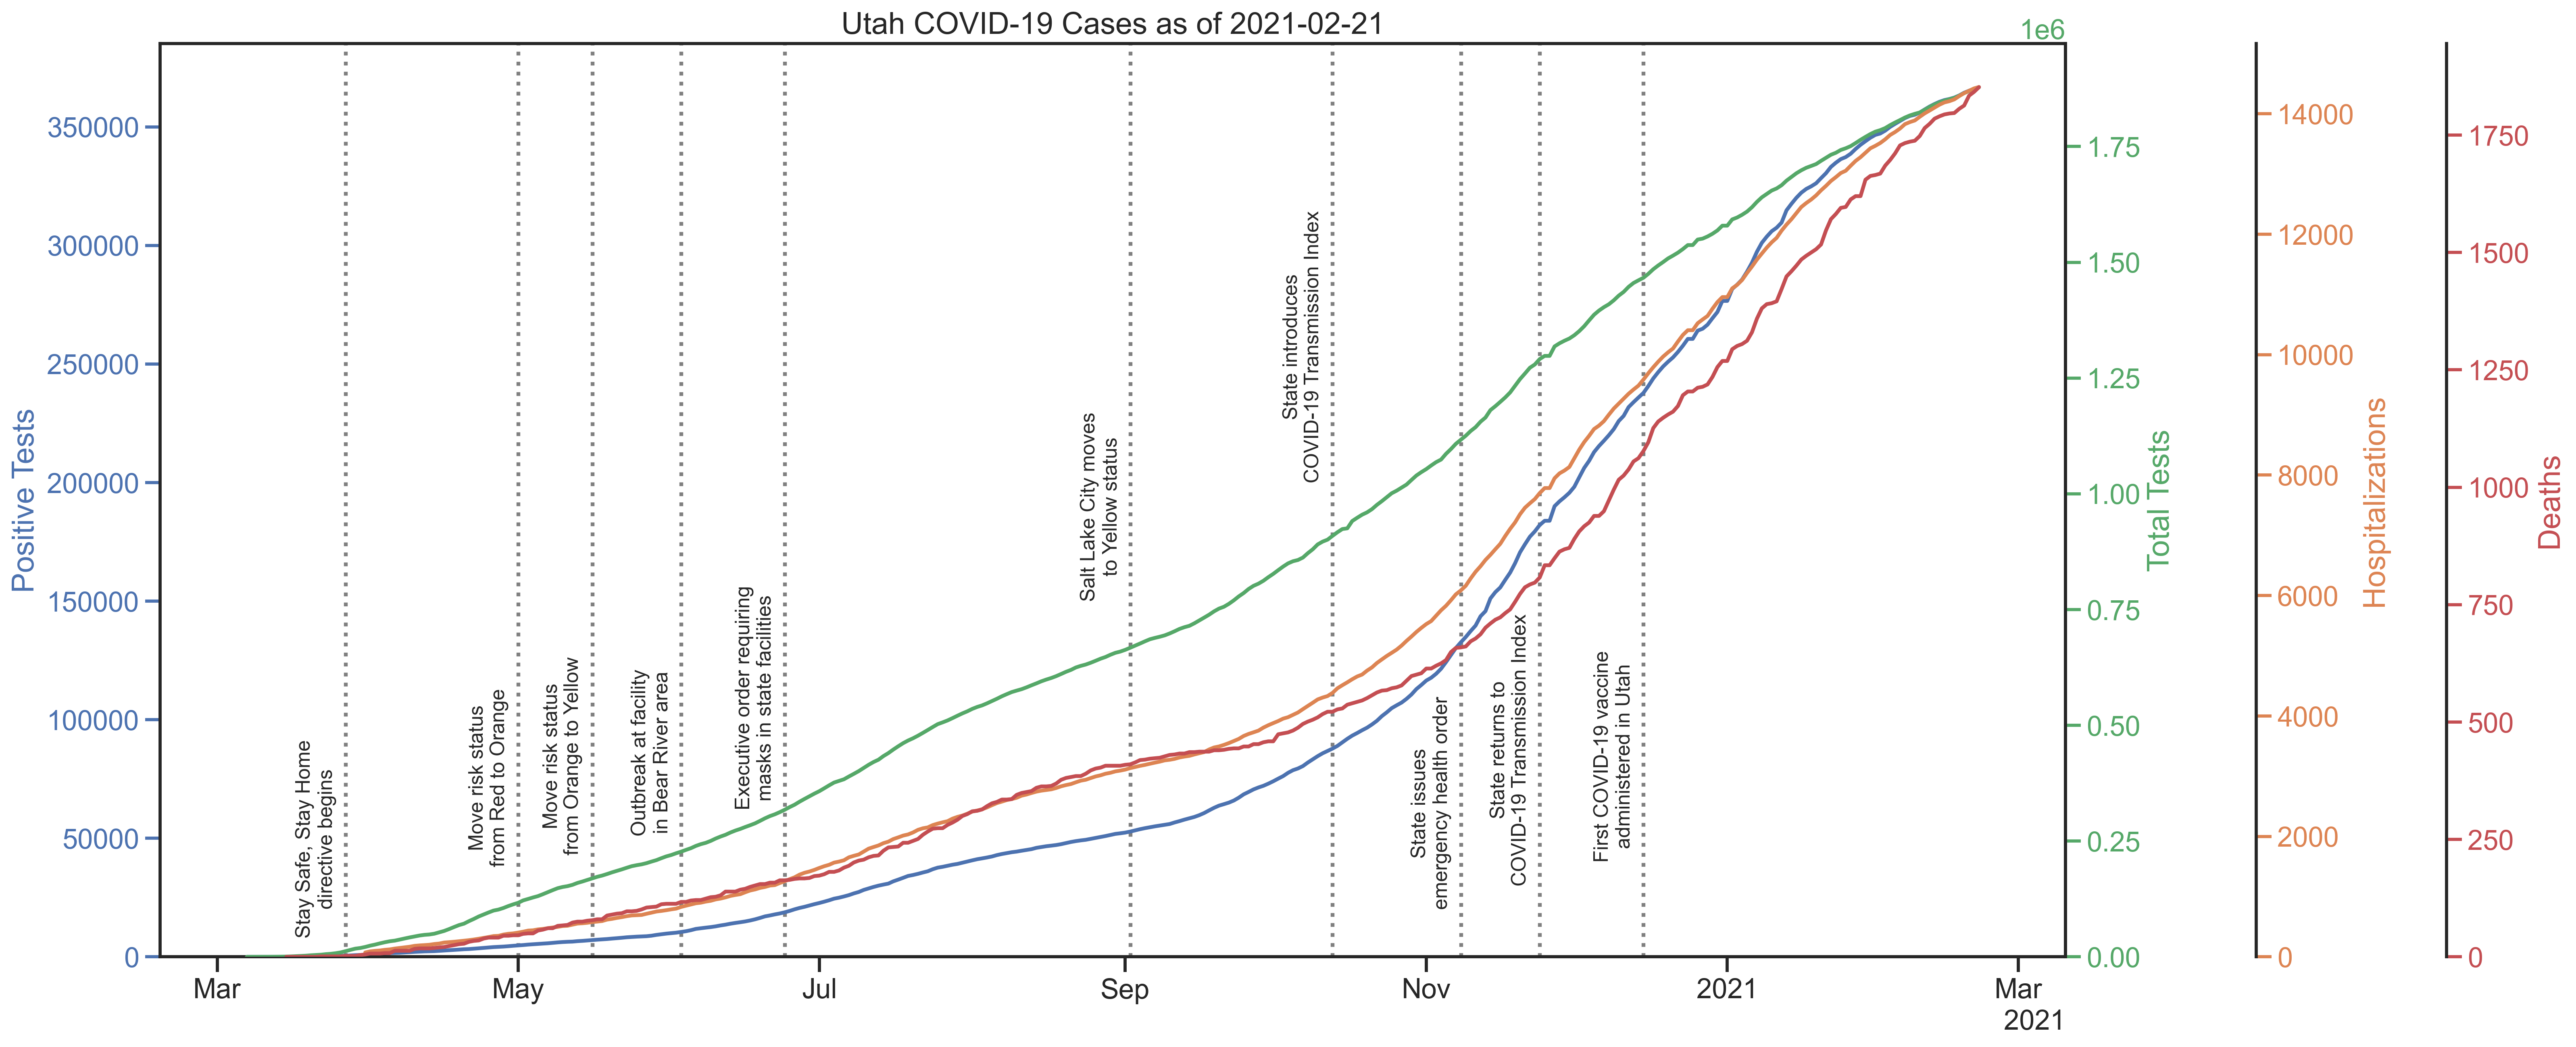 Utah COVID-19 Cases as of 2021-02-21
1e6
Positive Tests
350000
300000
250000
200000
150000
100000
50000
0
Stay Safe, Stay Home
directive begins
Move risk status
from Red to Orange
Move risk status
from Orange to Yellow
Outbreak at facility
in Bear River area
Executive order requiring
masks in state facilities
Salt Lake City moves
to Yellow status
State introduces
COVID-19 Transmission Index
State issues
emergency health order
State returns to
COVID-19 Transmission Index
First COVID-19 vaccine
administered in Utah
1.75
1.50
1.25
1.00
0.75
0.50
0.25
0.00
Total Tests
14000
12000
10000
8000
6000
4000
2000
0
Hospitalizations
1750
1500
1250
1000
750
500
250
0
Deaths
Mar
May
Jul
Sep
Nov
2021
Mar
2021